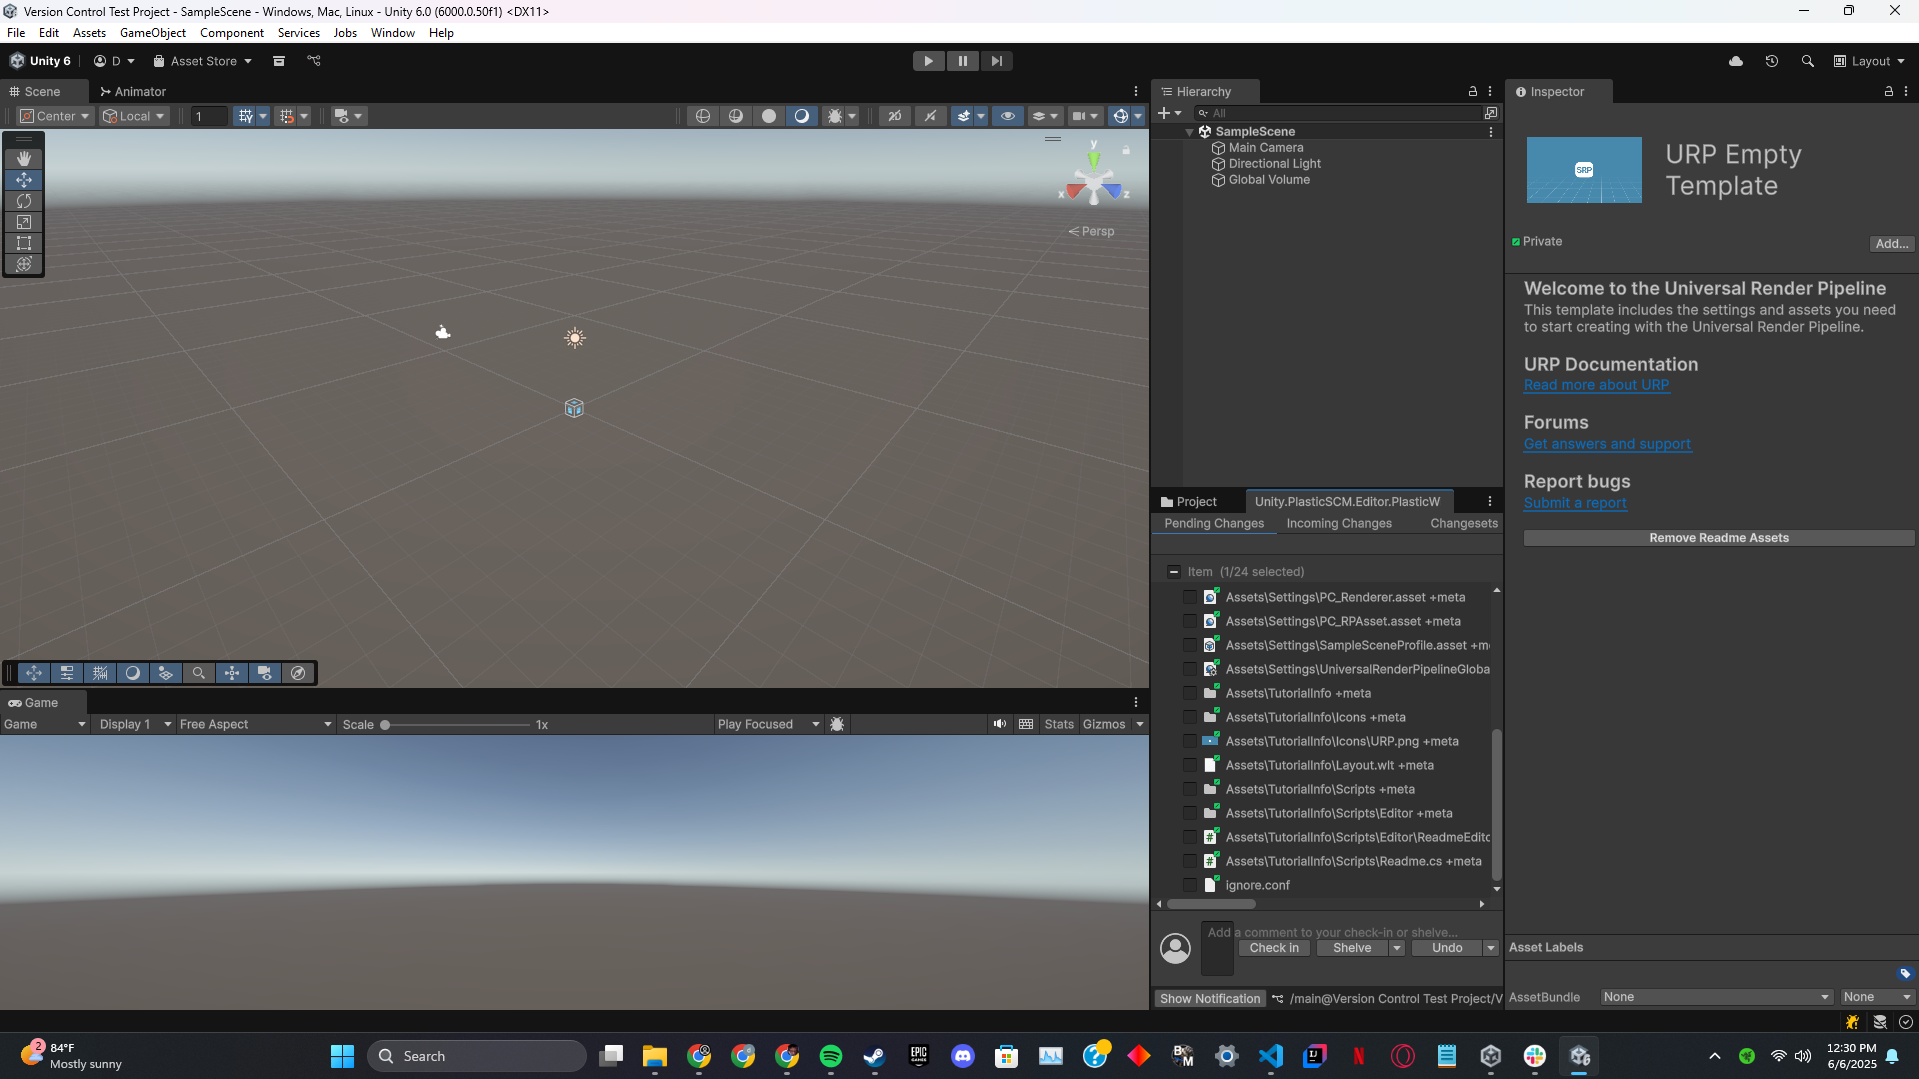 Version Control Test Project - SampleScene - Windows, Mac, Linux - Unity 6.0 (6000.0.50f1) <DX11>
File Edit Assets GameObject Component Services Jobs Window Help
Unity 6 D Asset Store Layout
Scene Animator
Center Local 1
2D
y
x z
Persp
Game
Game Display 1 Free Aspect Scale 1x Play Focused Stats Gizmos
Hierarchy
All
SampleScene
Main Camera
Directional Light
Global Volume
Project Unity.PlasticSCM.Editor.PlasticW
Pending Changes Incoming Changes Changesets
Item (1/24 selected)
Assets\Settings\PC_Renderer.asset +meta
Assets\Settings\PC_RPAsset.asset +meta
Assets\Settings\SampleSceneProfile.asset +m
Assets\Settings\UniversalRenderPipelineGloba
Assets\TutorialInfo +meta
Assets\TutorialInfo\Icons +meta
Assets\TutorialInfo\Icons\URP.png +meta
Assets\TutorialInfo\Layout.wlt +meta
Assets\TutorialInfo\Scripts +meta
Assets\TutorialInfo\Scripts\Editor +meta
Assets\TutorialInfo\Scripts\Editor\ReadmeEdit
Assets\TutorialInfo\Scripts\Readme.cs +meta
ignore.conf
Add a comment to your check-in or shelve...
Check in Shelve Undo
Show Notification /main@Version Control Test Project/V
Inspector
SRP
URP Empty
Template
Private
Add...
Welcome to the Universal Render Pipeline
This template includes the settings and assets you need
to start creating with the Universal Render Pipeline.
URP Documentation
Read more about URP
Forums
Get answers and support
Report bugs
Submit a report
Remove Readme Assets
Asset Labels
AssetBundle None None
2
84°F
Mostly sunny
Search
EPIC GAMES
12:30 PM
6/6/2025